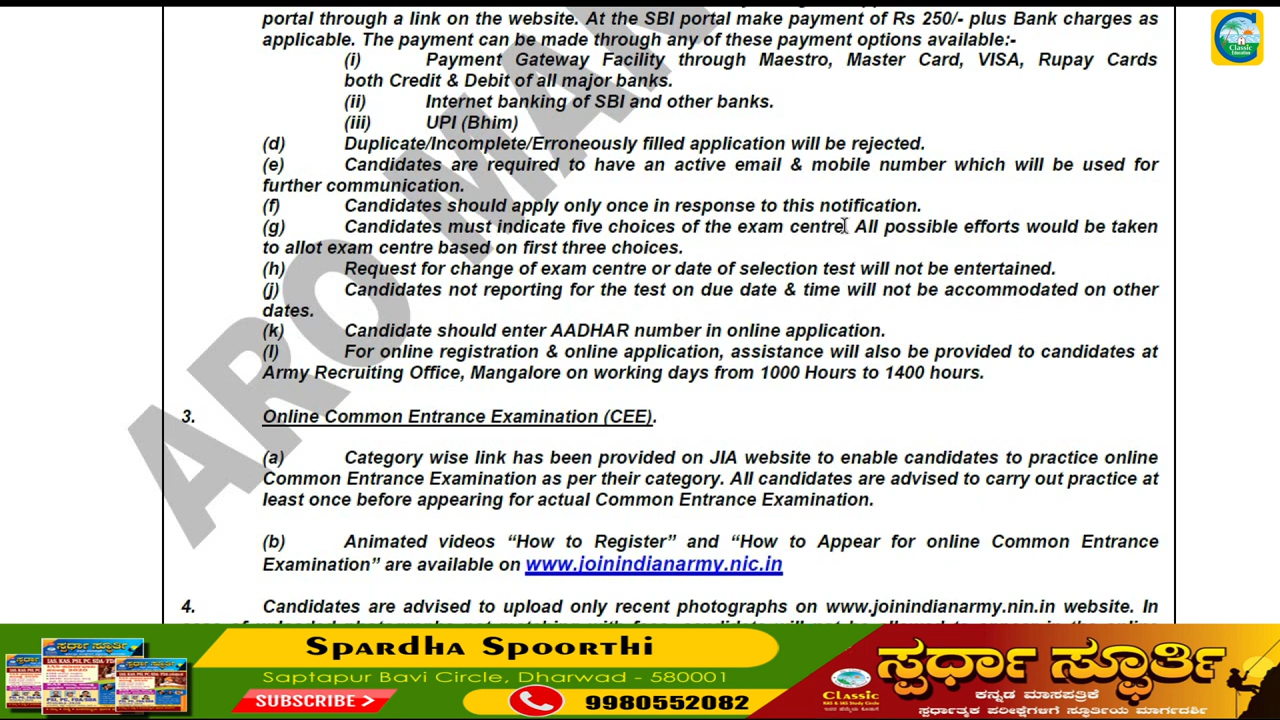 portal through a link on the website. At the SBI portal make payment of Rs 250/- plus Bank charges as
applicable. The payment can be made through any of these payment options available:-
(i) Payment Gateway Facility through Maestro, Master Card, VISA, Rupay Cards
both Credit & Debit of all major banks.
(ii) Internet banking of SBI and other banks.
(iii) UPI (Bhim)
(d) Duplicate/Incomplete/Erroneously filled application will be rejected.
(e) Candidates are required to have an active email & mobile number which will be used for
further communication.
(f) Candidates should apply only once in response to this notification.
(g) Candidates must indicate five choices of the exam centre. All possible efforts would be taken
to allot exam centre based on first three choices.
(h) Request for change of exam centre or date of selection test will not be entertained.
(j) Candidates not reporting for the test on due date & time will not be accommodated on other
dates.
(k) Candidate should enter AADHAR number in online application.
(l) For online registration & online application, assistance will also be provided to candidates at
Army Recruiting Office, Mangalore on working days from 1000 Hours to 1400 hours.
3. Online Common Entrance Examination (CEE).
(a) Category wise link has been provided on JIA website to enable candidates to practice online
Common Entrance Examination as per their category. All candidates are advised to carry out practice at
least once before appearing for actual Common Entrance Examination.
(b) Animated videos “How to Register” and “How to Appear for online Common Entrance
Examination” are available on www.joinindianarmy.nic.in
4. Candidates are advised to upload only recent photographs on www.joinindianarmy.nin.in website. In
ARO MAN
Classic
Education
Spardha Spoorthi
Saptapur Bavi Circle, Dharwad - 580001
SUBSCRIBE >
9980552082
Classic
IAS & KAS Study Circle
ಸ್ಪರ್ಧಾ ಸ್ಫೂರ್ತಿ
ಕನ್ನಡ ಮಾಸಪತ್ರಿಕೆ
ಸ್ಪರ್ಧಾತ್ಮಕ ಪರೀಕ್ಷೆಗಳಿಗೆ ಸ್ಫೂರ್ತಿಯ ಮಾರ್ಗದರ್ಶಿ